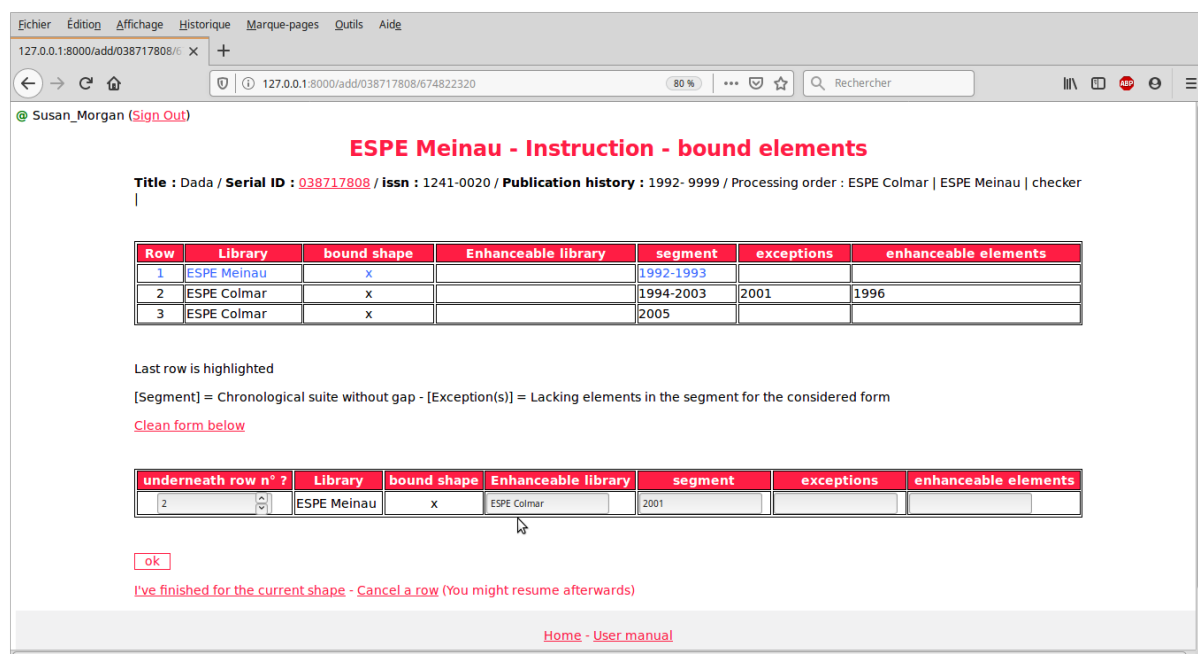 Fichier Édition Affichage Historique Marque-pages Outils Aide
127.0.0.1:8000/add/038717808/6
127.0.0.1:8000/add/038717808/674822320 80 % Rechercher ABP
@ Susan_Morgan (Sign Out)
ESPE Meinau - Instruction - bound elements
Title : Dada / Serial ID : 038717808 / issn : 1241-0020 / Publication history : 1992- 9999 / Processing order : ESPE Colmar | ESPE Meinau | checker
|
Row Library bound shape Enhanceable library segment exceptions enhanceable elements
1 ESPE Meinau x 1992-1993
2 ESPE Colmar x 1994-2003 2001 1996
3 ESPE Colmar x 2005
Last row is highlighted
[Segment] = Chronological suite without gap - [Exception(s)] = Lacking elements in the segment for the considered form
Clean form below
underneath row n° ? Library bound shape Enhanceable library segment exceptions enhanceable elements
2 ESPE Meinau x ESPE Colmar 2001
ok
I've finished for the current shape - Cancel a row (You might resume afterwards)
Home - User manual